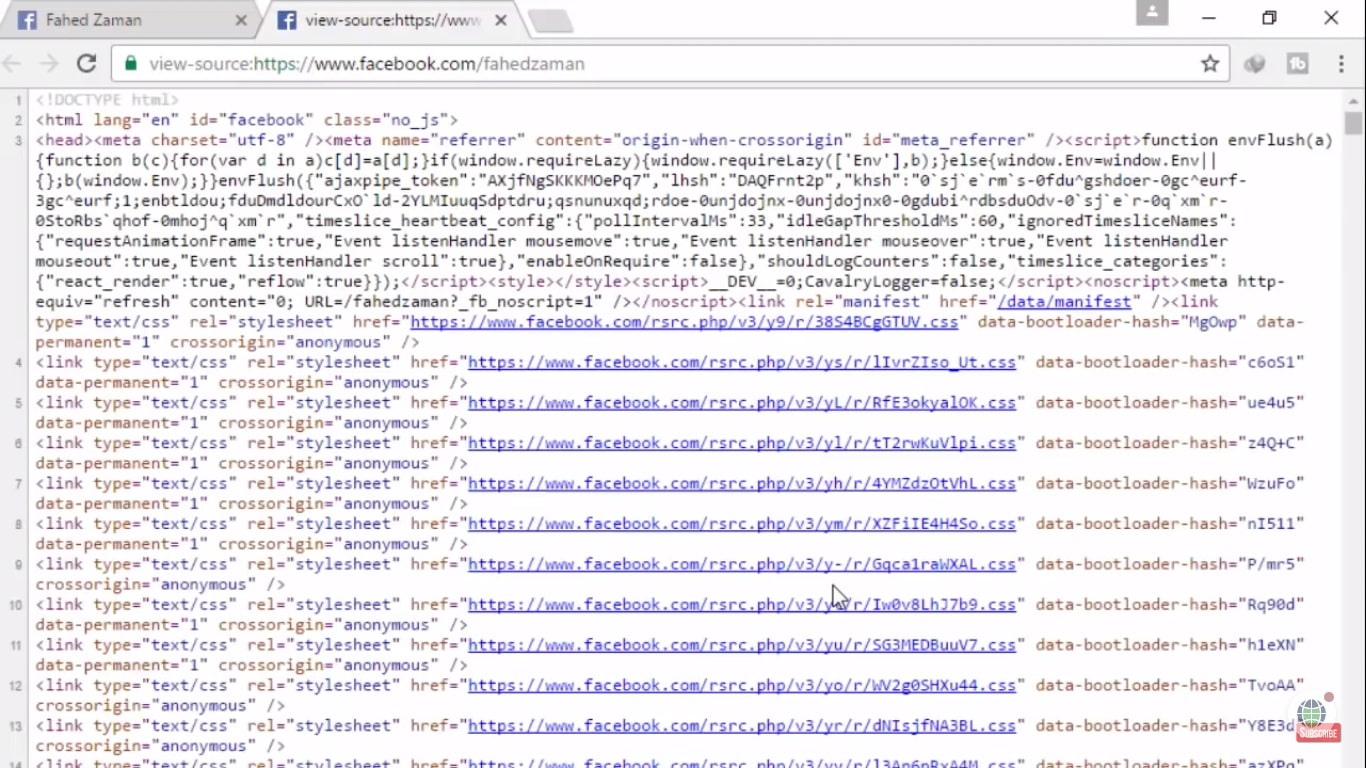 Fahed Zaman
view-source:https://www
view-source:https://www.facebook.com/fahedzaman
1 <!DOCTYPE html>
2 <html lang="en" id="facebook" class="no_js">
3 <head><meta charset="utf-8" /><meta name="referrer" content="origin-when-crossorigin" id="meta_referrer" /><script>function envFlush(a)
{function b(c){for(var d in a)c[d]=a[d];}if(window.requireLazy){window.requireLazy(['Env'],b);}else{window.Env=window.Env||
{};b(window.Env);}}envFlush({"ajaxpipe_token":"AXjfNgSKKKMOePq7","lhsh":"DAQFrnt2p","khsh":"0`sj`e`rm`s-0fdu^gshdoer-0gc^eurf-
3gc^eurf;1;enbtldou;fduDmdldourCxO`ld-2YLMIuuqSdptdru;qsnunuxqd;rdoe-0unjdojnx-0unjdojnx0-0gdubi^rdbsduOdv-0`sj`e`r-0q`xm`r-
0StoRbs`qhof-0mhoj^q`xm`r","timeslice_heartbeat_config":{"pollIntervalMs":33,"idleGapThresholdMs":60,"ignoredTimesliceNames":
{"requestAnimationFrame":true,"Event listenHandler mousemove":true,"Event listenHandler mouseover":true,"Event listenHandler
mouseout":true,"Event listenHandler scroll":true},"enableOnRequire":false},"shouldLogCounters":false,"timeslice_categories":
{"react_render":true,"reflow":true}});</script><style></style><script>__DEV__=0;CavalryLogger=false;</script><noscript><meta http-
equiv="refresh" content="0; URL=/fahedzaman?_fb_noscript=1" /></noscript><link rel="manifest" href="/data/manifest" /><link
type="text/css" rel="stylesheet" href="https://www.facebook.com/rsrc.php/v3/y9/r/38S4BCgGTUV.css" data-bootloader-hash="MgOwp" data-
permanent="1" crossorigin="anonymous" />
4 <link type="text/css" rel="stylesheet" href="https://www.facebook.com/rsrc.php/v3/ys/r/lIvrZIso_Ut.css" data-bootloader-hash="c6oS1"
data-permanent="1" crossorigin="anonymous" />
5 <link type="text/css" rel="stylesheet" href="https://www.facebook.com/rsrc.php/v3/yL/r/RfE3okyalOK.css" data-bootloader-hash="ue4u5"
data-permanent="1" crossorigin="anonymous" />
6 <link type="text/css" rel="stylesheet" href="https://www.facebook.com/rsrc.php/v3/yl/r/tT2rwKuVlpi.css" data-bootloader-hash="z4Q+C"
data-permanent="1" crossorigin="anonymous" />
7 <link type="text/css" rel="stylesheet" href="https://www.facebook.com/rsrc.php/v3/yh/r/4YMZdzOtVhL.css" data-bootloader-hash="WzuFo"
data-permanent="1" crossorigin="anonymous" />
8 <link type="text/css" rel="stylesheet" href="https://www.facebook.com/rsrc.php/v3/ym/r/XZFiIE4H4So.css" data-bootloader-hash="nI511"
data-permanent="1" crossorigin="anonymous" />
9 <link type="text/css" rel="stylesheet" href="https://www.facebook.com/rsrc.php/v3/y-/r/Gqca1raWXAL.css" data-bootloader-hash="P/mr5"
crossorigin="anonymous" />
10 <link type="text/css" rel="stylesheet" data-bootloader-hash="Rq90d"
data-permanent="1" crossorigin="anonymous" />
11 <link type="text/css" rel="stylesheet" href="https://www.facebook.com/rsrc.php/v3/yu/r/SG3MEDBuuV7.css" data-bootloader-hash="h1eXN"
data-permanent="1" crossorigin="anonymous" />
12 <link type="text/css" rel="stylesheet" href="https://www.facebook.com/rsrc.php/v3/yo/r/WV2g0SHXu44.css" data-bootloader-hash="TvoAA"
crossorigin="anonymous" />
13 <link type="text/css" rel="stylesheet" href="https://www.facebook.com/rsrc.php/v3/yr/r/dNIsjfNA3BL.css"
crossorigin="anonymous" />
SUBSCRIBE